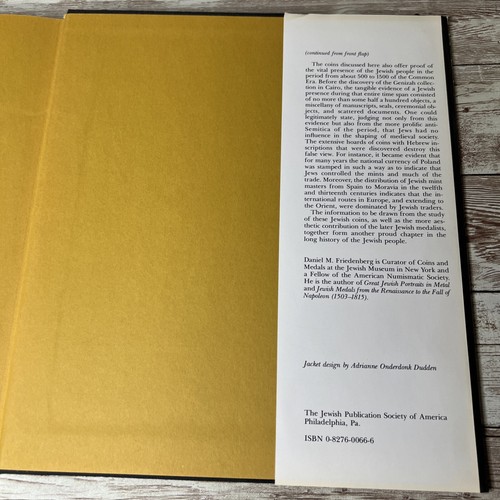 (continued from front flap)
The coins discussed here also offer proof of
the vital presence of the Jewish people in the
period from about 500 to 1500 of the Common
Era. Before the discovery of the Genizah collec-
tion in Cairo, the tangible evidence of a Jewish
presence during that entire time span consisted
of no more than some half a hundred objects, a
miscellany of manuscripts, seals, ceremonial ob-
jects, and scattered documents. One could
legitimately state, judging not only from this
evidence but also from the more prolific anti-
Semitica of the period, that Jews had no
influence in the shaping of medieval society.
The extensive hoards of coins with Hebrew in-
scriptions that were discovered destroy this
false view. For instance, it became evident that
for many years the national currency of Poland
was stamped in such a way as to indicate that
Jews controlled the mints and much of the
trade. Moreover, the distribution of Jewish mint
masters from Spain to Moravia in the twelfth
and thirteenth centuries indicates that the in-
ternational routes in Europe, and extending to
the Orient, were dominated by Jewish traders.
The information to be drawn from the study
of these Jewish coins, as well as the more aes-
thetic contribution of the later Jewish medalists,
together form another proud chapter in the
long history of the Jewish people.
Daniel M. Friedenberg is Curator of Coins and
Medals at the Jewish Museum in New York and
a Fellow of the American Numismatic Society.
He is the author of Great Jewish Portraits in Metal
and Jewish Medals from the Renaissance to the Fall of
Napoleon (1503–1815).
Jacket design by Adrianne Onderdonk Dudden
The Jewish Publication Society of America
Philadelphia, Pa.
ISBN 0-8276-0066-6